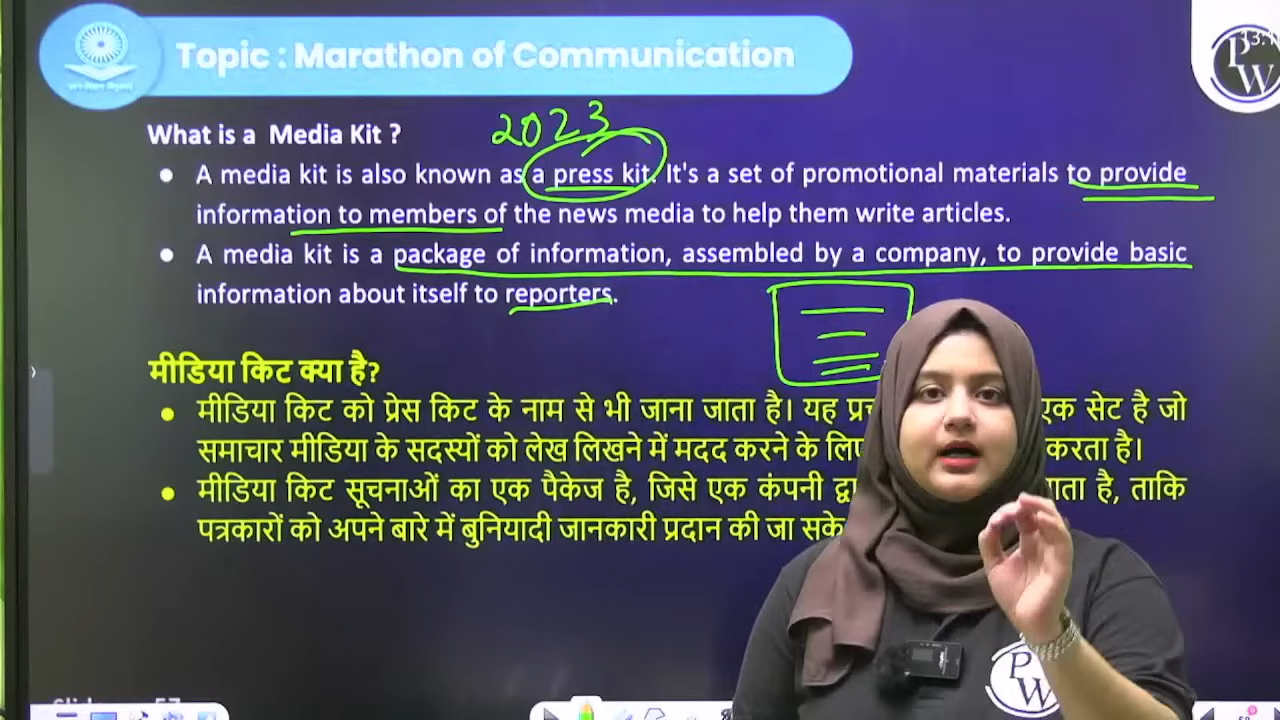 Topic : Marathon of Communication
PW
What is a Media Kit ?
2023
A media kit is also known as a press kit. It's a set of promotional materials to provide
information to members of the news media to help them write articles.
A media kit is a package of information, assembled by a company, to provide basic
information about itself to reporters.
मीडिया किट क्या है?
मीडिया किट को प्रेस किट के नाम से भी जाना जाता है। यह एक सेट है जो
समाचार मीडिया के सदस्यों को लेख लिखने में मदद करने के करता है।
मीडिया किट सूचनाओं का एक पैकेज है, जिसे एक कंपनी है, ताकि
पत्रकारों को अपने बारे में बुनियादी जानकारी प्रदान की जा सके
PW